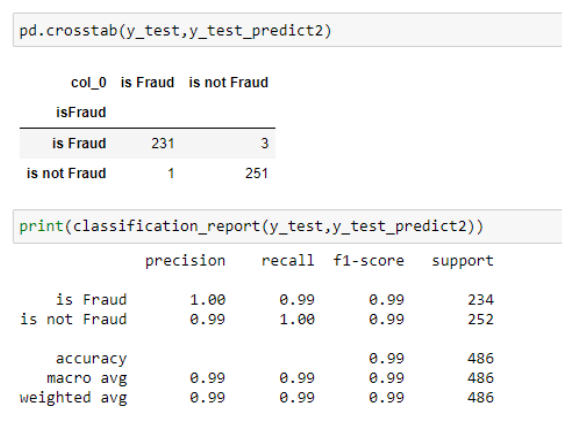 pd.crosstab(y_test,y_test_predict2)
col_0 is Fraud is not Fraud
isFraud
is Fraud 231 3
is not Fraud 1 251
print(classification_report(y_test,y_test_predict2))
precision recall f1-score support
is Fraud 1.00 0.99 0.99 234
is not Fraud 0.99 1.00 0.99 252
accuracy 0.99 486
macro avg 0.99 0.99 0.99 486
weighted avg 0.99 0.99 0.99 486